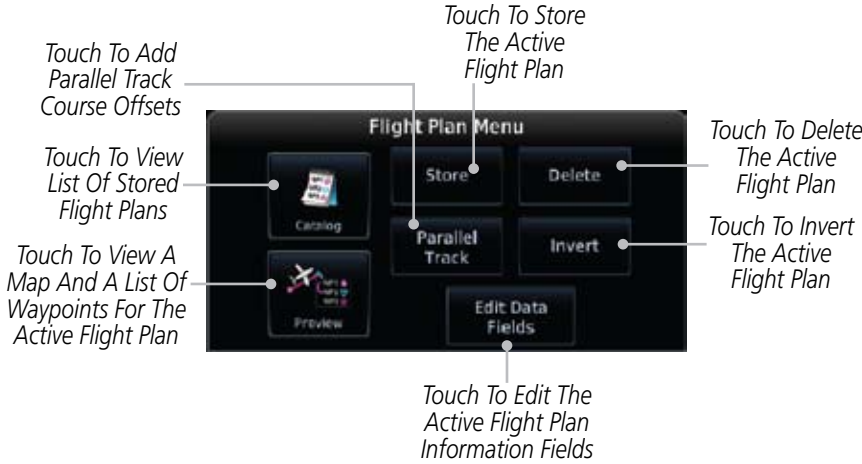 Touch To Store
The Active
Flight Plan
Touch To Add
Parallel Track
Course Offsets
Touch To View
List Of Stored
Flight Plans
Touch To View A
Map And A List Of
Waypoints For The
Active Flight Plan
Flight Plan Menu
Catalog
Store
Delete
Parallel
Track
Invert
Preview
Edit Data
Fields
Touch To Delete
The Active
Flight Plan
Touch To Invert
The Active
Flight Plan
Touch To Edit The
Active Flight Plan
Information Fields